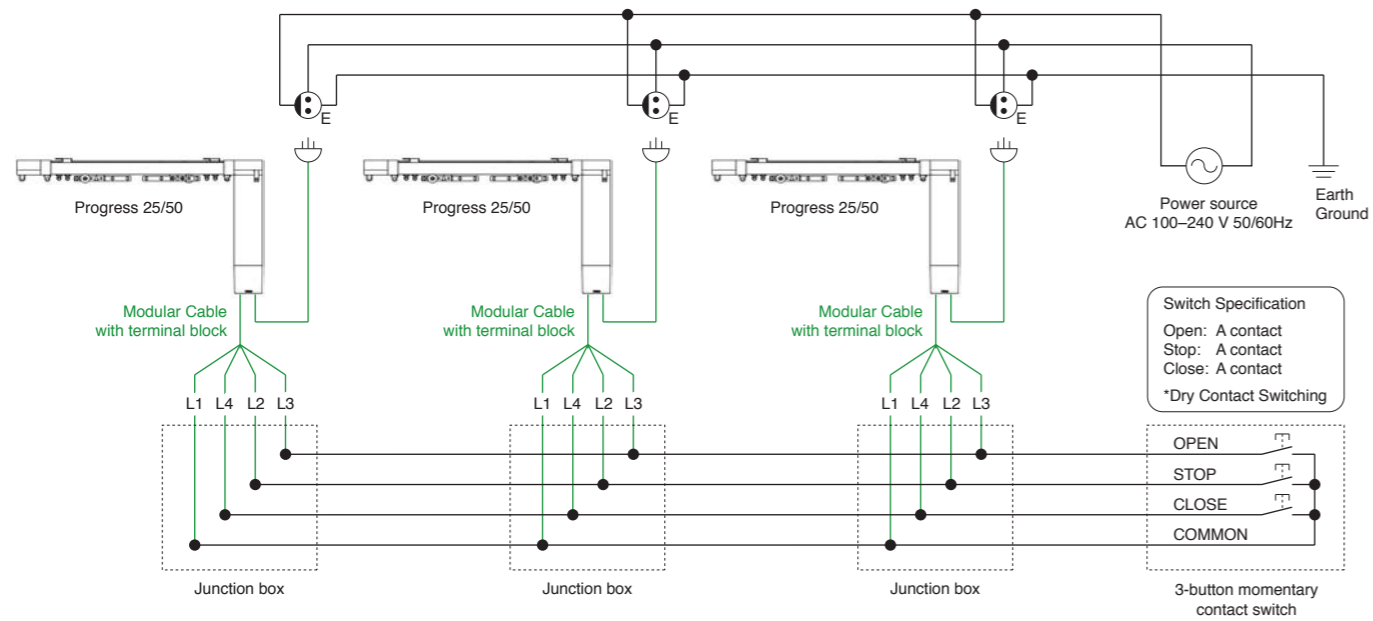 E
E
E
Progress 25/50
Progress 25/50
Progress 25/50
Power source
AC 100–240 V 50/60Hz
Earth
Ground
Modular Cable
with terminal block
Modular Cable
with terminal block
Modular Cable
with terminal block
Switch Specification
Open: A contact
Stop: A contact
Close: A contact
*Dry Contact Switching
L1 L4 L2 L3
L1 L4 L2 L3
L1 L4 L2 L3
OPEN
STOP
CLOSE
COMMON
Junction box
Junction box
Junction box
3-button momentary
contact switch